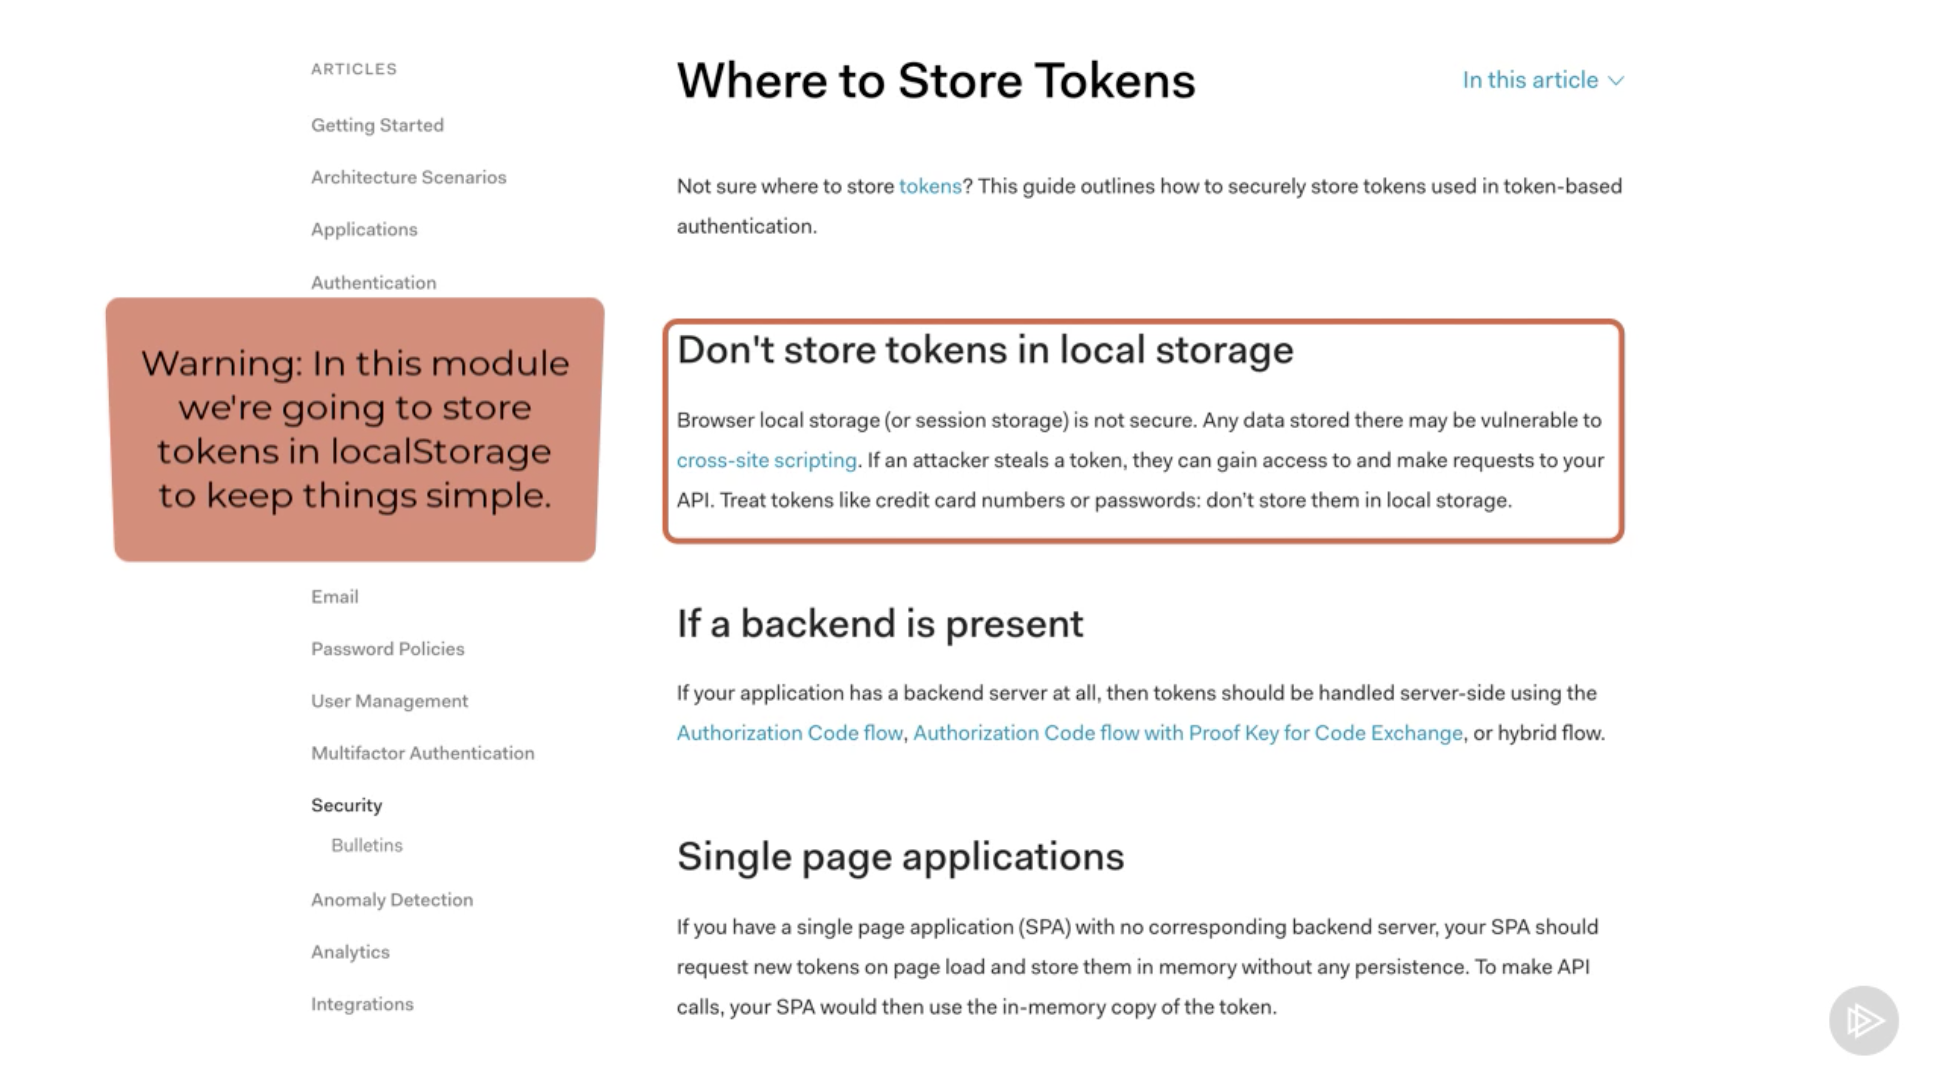 ARTICLES
Getting Started
Architecture Scenarios
Applications
Authentication
Warning: In this module
we're going to store
tokens in localStorage
to keep things simple.
Email
Password Policies
User Management
Multifactor Authentication
Security
Bulletins
Anomaly Detection
Analytics
Integrations
Where to Store Tokens
In this article
Not sure where to store tokens? This guide outlines how to securely store tokens used in token-based
authentication.
Don't store tokens in local storage
Browser local storage (or session storage) is not secure. Any data stored there may be vulnerable to
cross-site scripting. If an attacker steals a token, they can gain access to and make requests to your
API. Treat tokens like credit card numbers or passwords: don't store them in local storage.
If a backend is present
If your application has a backend server at all, then tokens should be handled server-side using the
Authorization Code flow, Authorization Code flow with Proof Key for Code Exchange, or hybrid flow.
Single page applications
If you have a single page application (SPA) with no corresponding backend server, your SPA should
request new tokens on page load and store them in memory without any persistence. To make API
calls, your SPA would then use the in-memory copy of the token.